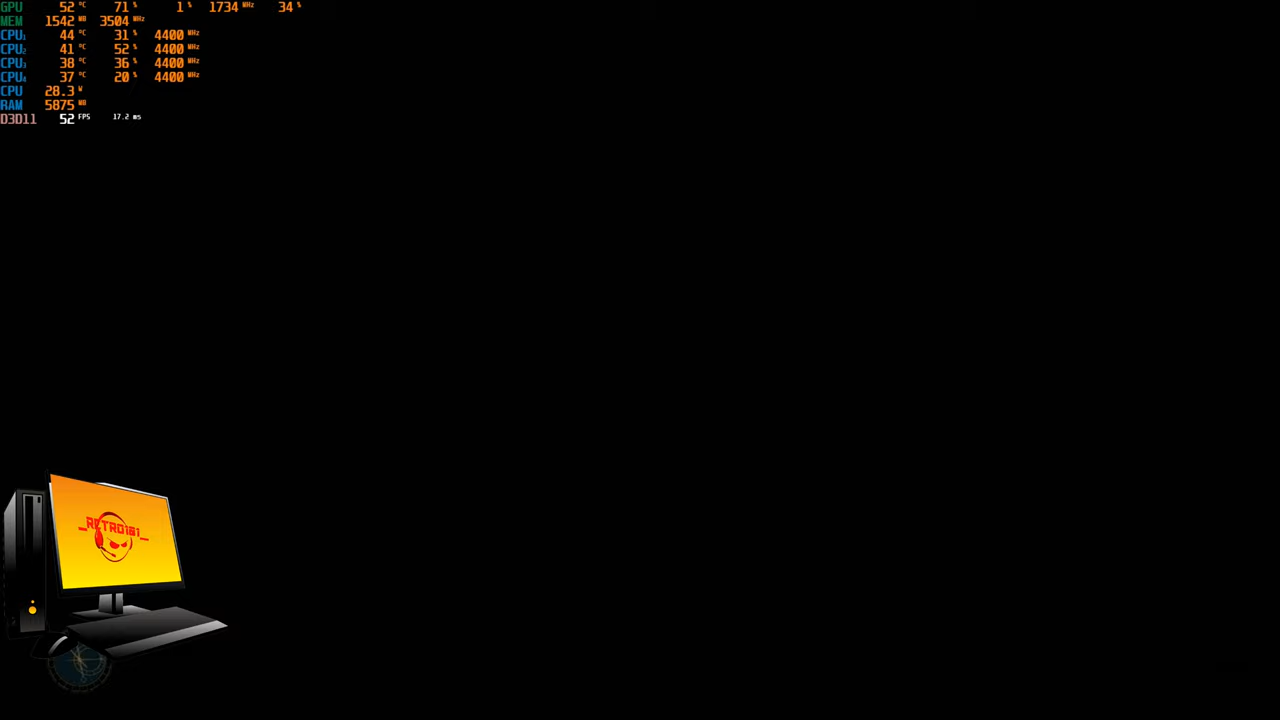 GPU 52 °C 71 % 1 % 1734 MHz 34 %
MEM 1542 MB 3504 MHz
CPU1 44 °C 31 % 4400 MHz
CPU2 41 °C 52 % 4400 MHz
CPU3 38 °C 36 % 4400 MHz
CPU4 37 °C 20 % 4400 MHz
CPU 28.3 W
RAM 5875 MB
D3D11 52 FPS 17.2 ms
_RETRO181_